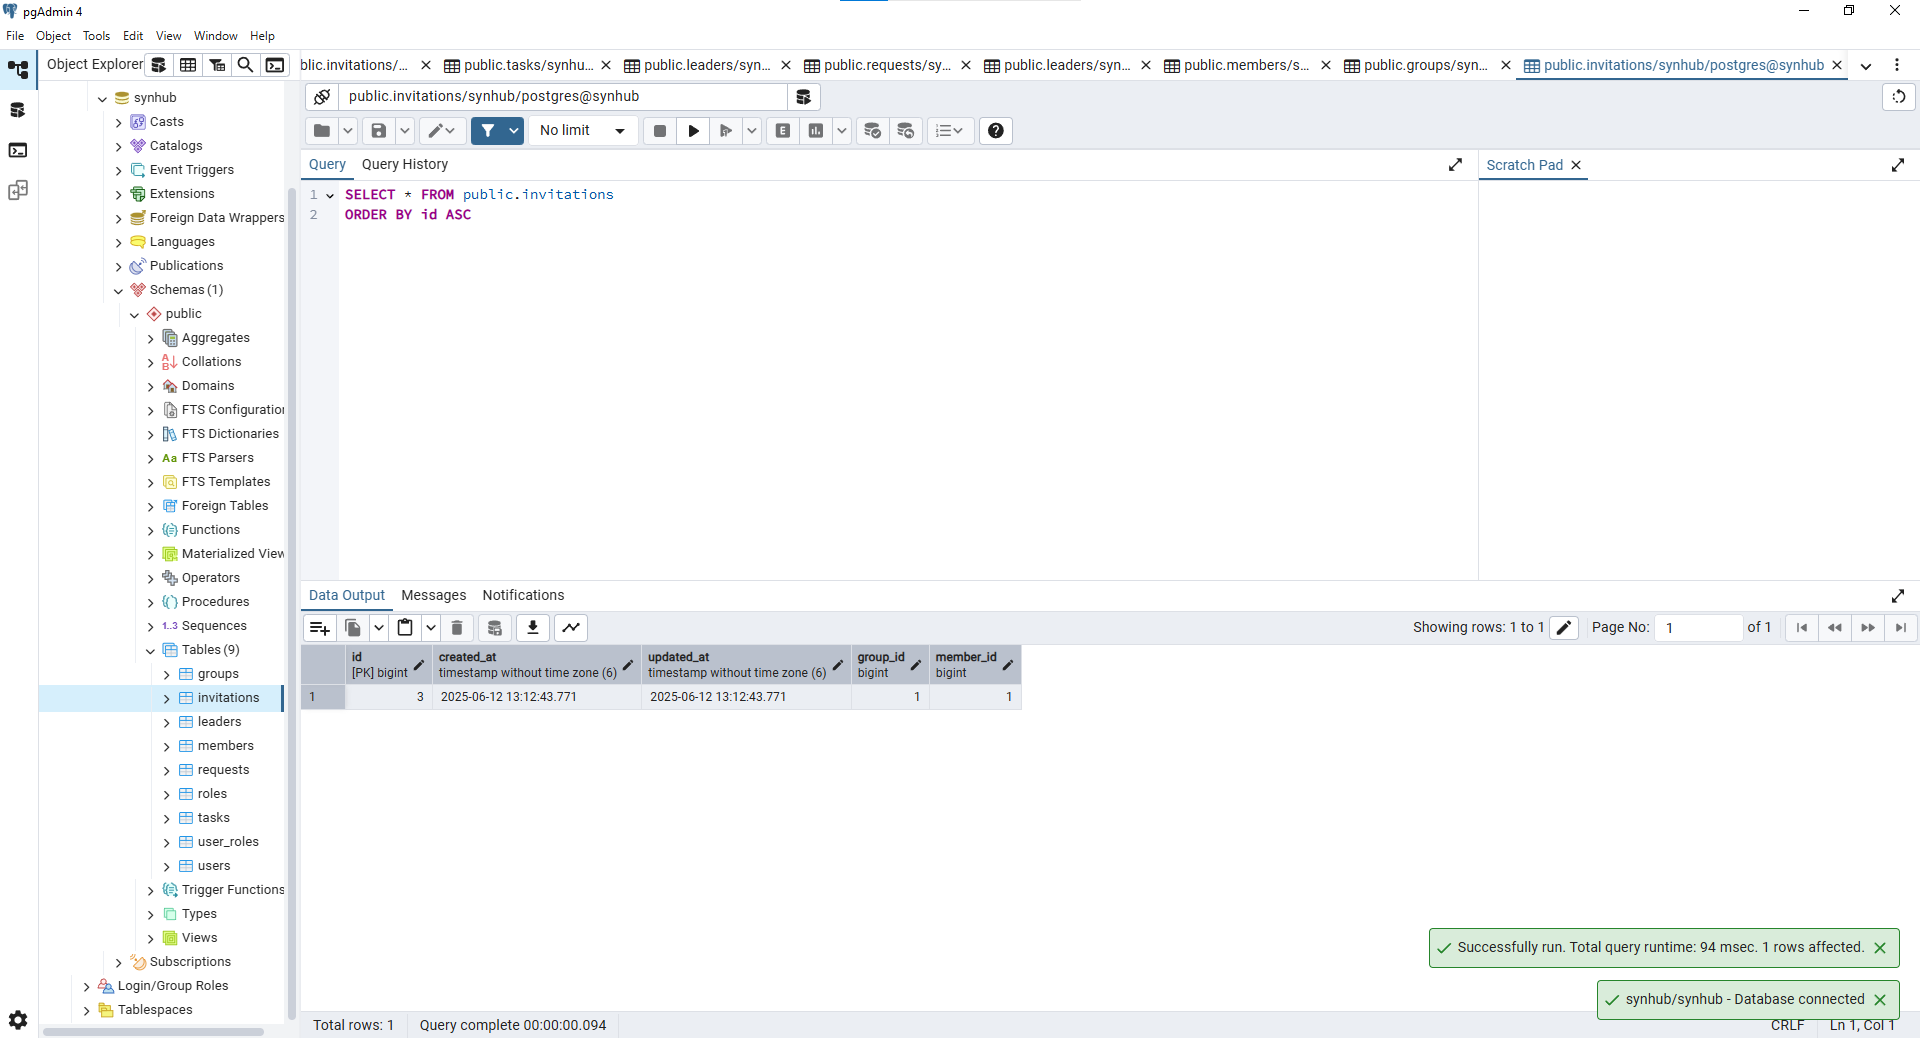 pgAdmin 4
File Object Tools Edit View Window Help
Object Explorer
blic.invitations/... public.tasks/synhu... public.leaders/syn... public.requests/sy... public.leaders/syn... public.members/s... public.groups/syn... public.invitations/synhub/postgres@synhub
synhub
Casts
Catalogs
Event Triggers
Extensions
Foreign Data Wrappers
Languages
Publications
Schemas (1)
public
Aggregates
Collations
Domains
FTS Configuration
FTS Dictionaries
Aa FTS Parsers
FTS Templates
Foreign Tables
Functions
Materialized View
Operators
Procedures
1..3 Sequences
Tables (9)
groups
invitations
leaders
members
requests
roles
tasks
user_roles
users
Trigger Functions
Types
Views
Subscriptions
Login/Group Roles
Tablespaces
public.invitations/synhub/postgres@synhub
No limit
E
Query Query History
Scratch Pad
1 SELECT * FROM public.invitations
2 ORDER BY id ASC
Data Output Messages Notifications
Showing rows: 1 to 1 Page No: 1 of 1
id created_at updated_at group_id member_id
[PK] bigint timestamp without time zone (6) timestamp without time zone (6) bigint bigint
1 3 2025-06-12 13:12:43.771 2025-06-12 13:12:43.771 1 1
Successfully run. Total query runtime: 94 msec. 1 rows affected.
synhub/synhub - Database connected
Total rows: 1 Query complete 00:00:00.094 CRLF Ln 1, Col 1